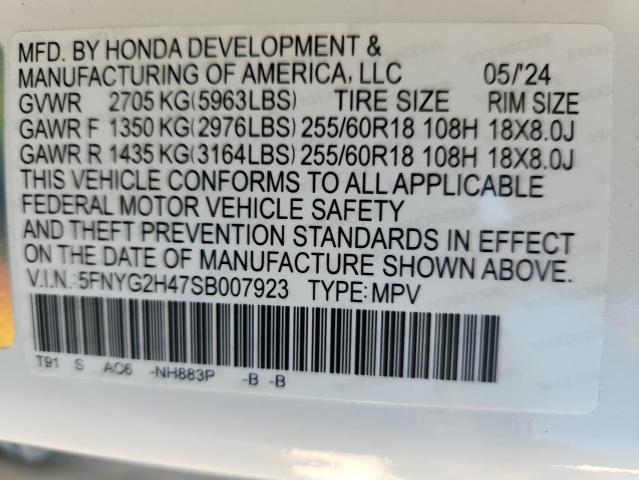 MFD. BY HONDA DEVELOPMENT &
MANUFACTURING OF AMERICA, LLC 05/'24
GVWR 2705 KG(5963LBS) TIRE SIZE RIM SIZE
GAWR F 1350 KG(2976LBS) 255/60R18 108H 18X8.0J
GAWR R 1435 KG(3164LBS) 255/60R18 108H 18X8.0J
THIS VEHICLE CONFORMS TO ALL APPLICABLE
FEDERAL MOTOR VEHICLE SAFETY
AND THEFT PREVENTION STANDARDS IN EFFECT
ON THE DATE OF MANUFACTURE SHOWN ABOVE.
V.I.N.:5FNYG2H47SB007923 TYPE:MPV
T91 S AC6 -NH883P -B -B